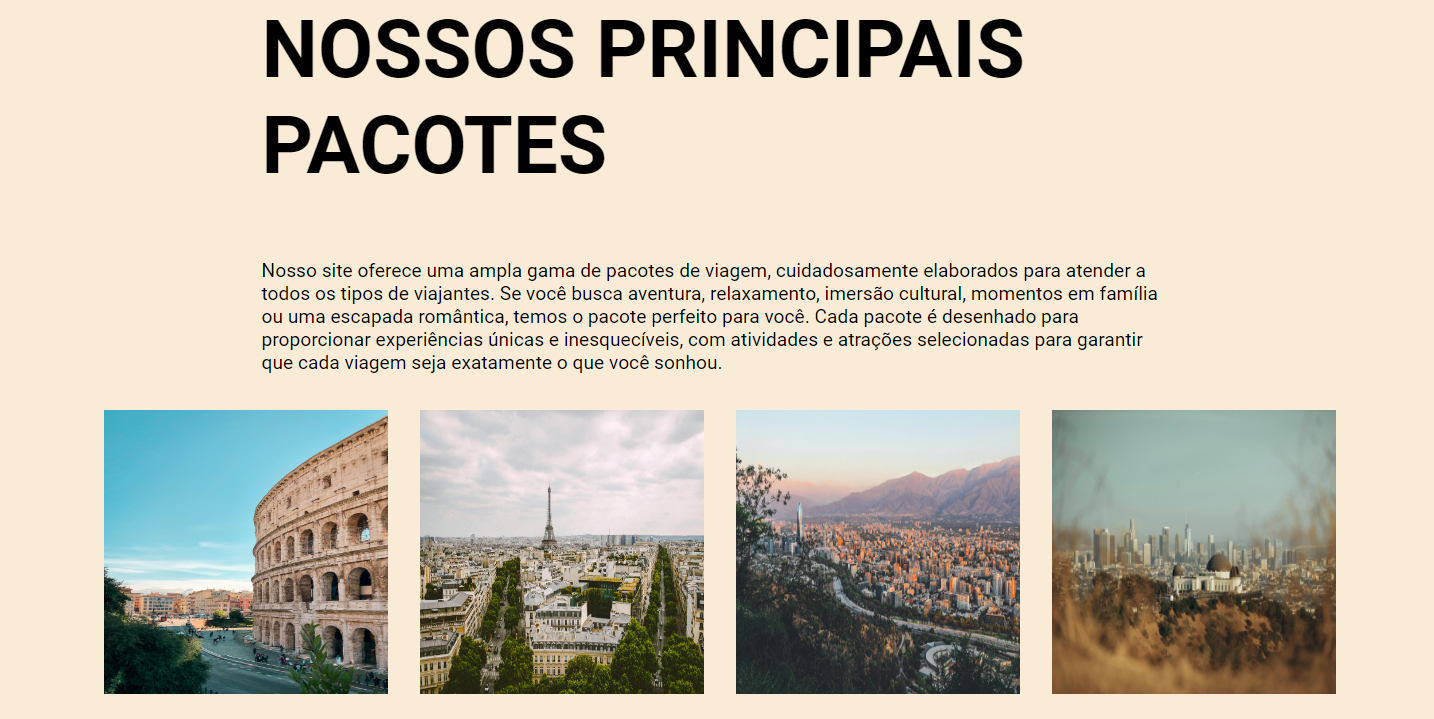 NOSSOS PRINCIPAIS
PACOTES
Nosso site oferece uma ampla gama de pacotes de viagem, cuidadosamente elaborados para atender a
todos os tipos de viajantes. Se você busca aventura, relaxamento, imersão cultural, momentos em família
ou uma escapada romântica, temos o pacote perfeito para você. Cada pacote é desenhado para
proporcionar experiências únicas e inesquecíveis, com atividades e atrações selecionadas para garantir
que cada viagem seja exatamente o que você sonhou.